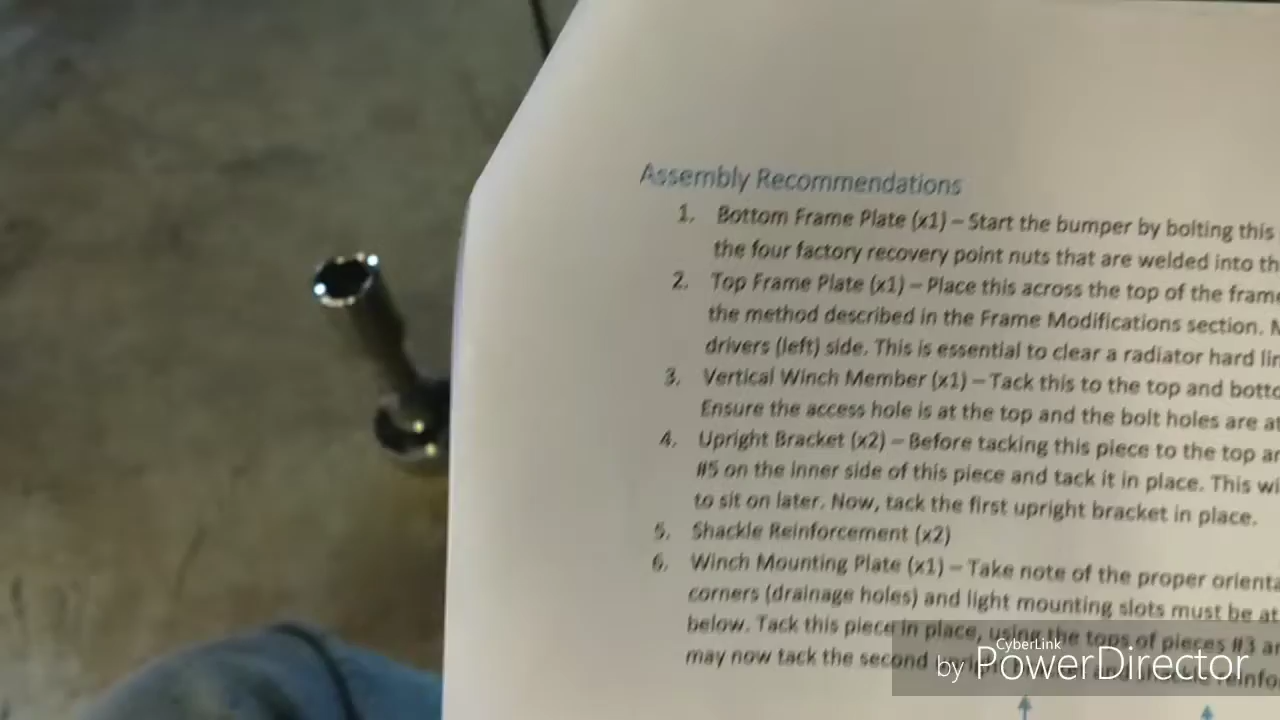 Assembly Recommendations
1. Bottom Frame Plate (x1) – Start the bumper by bolting this
the four factory recovery point nuts that are welded into th
2. Top Frame Plate (x1) – Place this across the top of the frame
the method described in the Frame Modifications section. M
drivers (left) side. This is essential to clear a radiator hard lin
3. Vertical Winch Member (x1) – Tack this to the top and botto
Ensure the access hole is at the top and the bolt holes are at
4. Upright Bracket (x2) – Before tacking this piece to the top an
#5 on the inner side of this piece and tack it in place. This wi
to sit on later. Now, tack the first upright bracket in place.
5. Shackle Reinforcement (x2)
6. Winch Mounting Plate (x1) – Take note of the proper orienta
corners (drainage holes) and light mounting slots must be at
below. Tack this piece in place, using the tops of pieces #3 an
may now tack the second
CyberLink
by PowerDirector